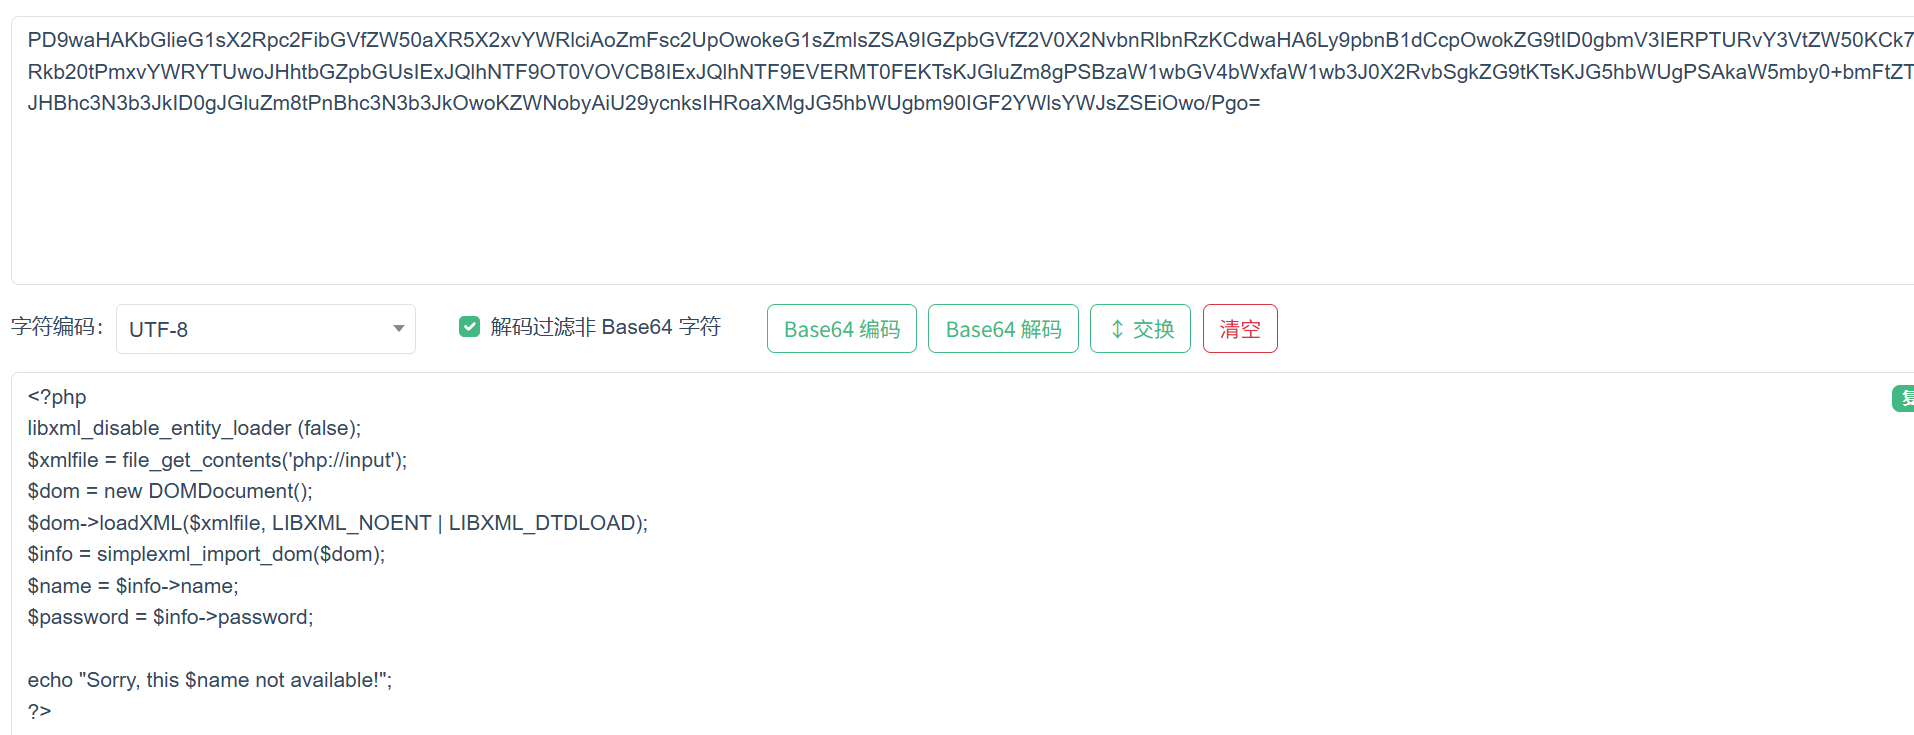 PD9waHAKbGlieG1sX2Rpc2FibGVfZW50aXR5X2xvYWRlciAoZmFsc2UpOwokeG1sZmlsZSA9IGZpbGVfZ2V0X2NvbnRlbnRzKCdwaHA6Ly9pbnB1dCcpOwokZG9tID0gbmV3IERPTURvY3VtZW50KCk7
Rkb20tPmxvYWRYTUwoJHhtbGZpbGUsIExJQlhNTF9OT0VOVCB8IExJQlhNTF9EVERMT0FEKTsKJGluZm8gPSBzaW1wbGV4bWxfaW1wb3J0X2RvbSgkZG9tKTsKJG5hbWUgPSAkaW5mby0+bmFtZT
JHBhc3N3b3JkID0gJGluZm8tPnBhc3N3b3JkOwoKZWNobyAiU29ycnksIHRoaXMgJG5hbWUgbm90IGF2YWlsYWJsZSEiOwo/Pgo=
字符编码：
UTF-8
解码过滤非 Base64 字符
Base64 编码
Base64 解码
↕ 交换
清空
<?php
libxml_disable_entity_loader (false);
$xmlfile = file_get_contents('php://input');
$dom = new DOMDocument();
$dom->loadXML($xmlfile, LIBXML_NOENT | LIBXML_DTDLOAD);
$info = simplexml_import_dom($dom);
$name = $info->name;
$password = $info->password;
echo "Sorry, this $name not available!";
?>